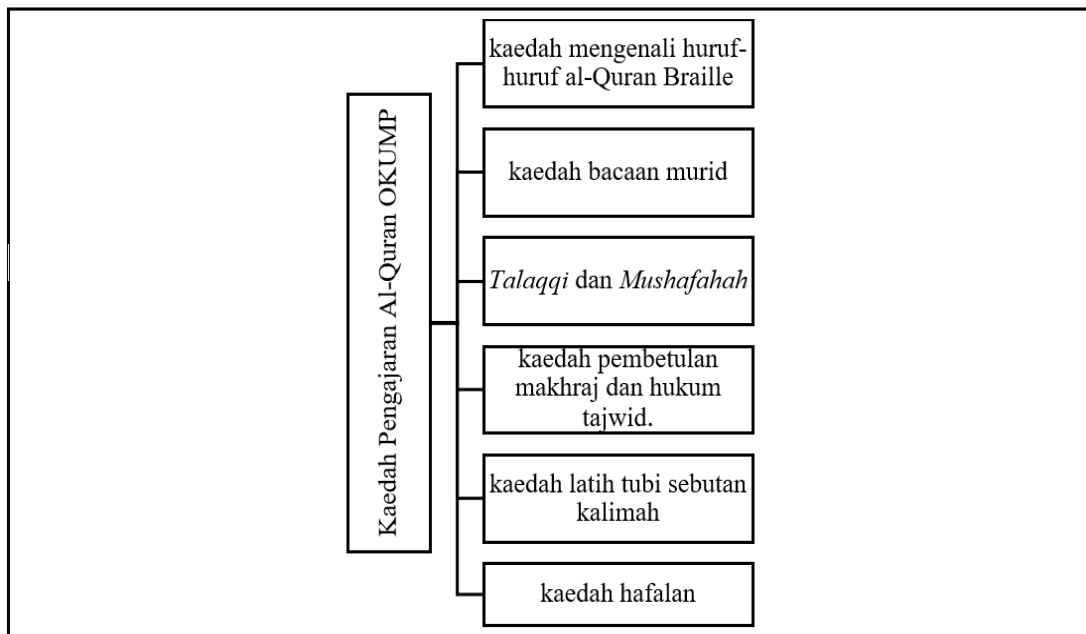 Kaedah Pengajaran Al-Quran OKUMP
kaedah mengenali huruf-
huruf al-Quran Braille
kaedah bacaan murid
Talaqqi dan Mushafahah
kaedah pembetulan
makhraj dan hukum
tajwid.
kaedah latih tubi sebutan
kalimah
kaedah hafalan